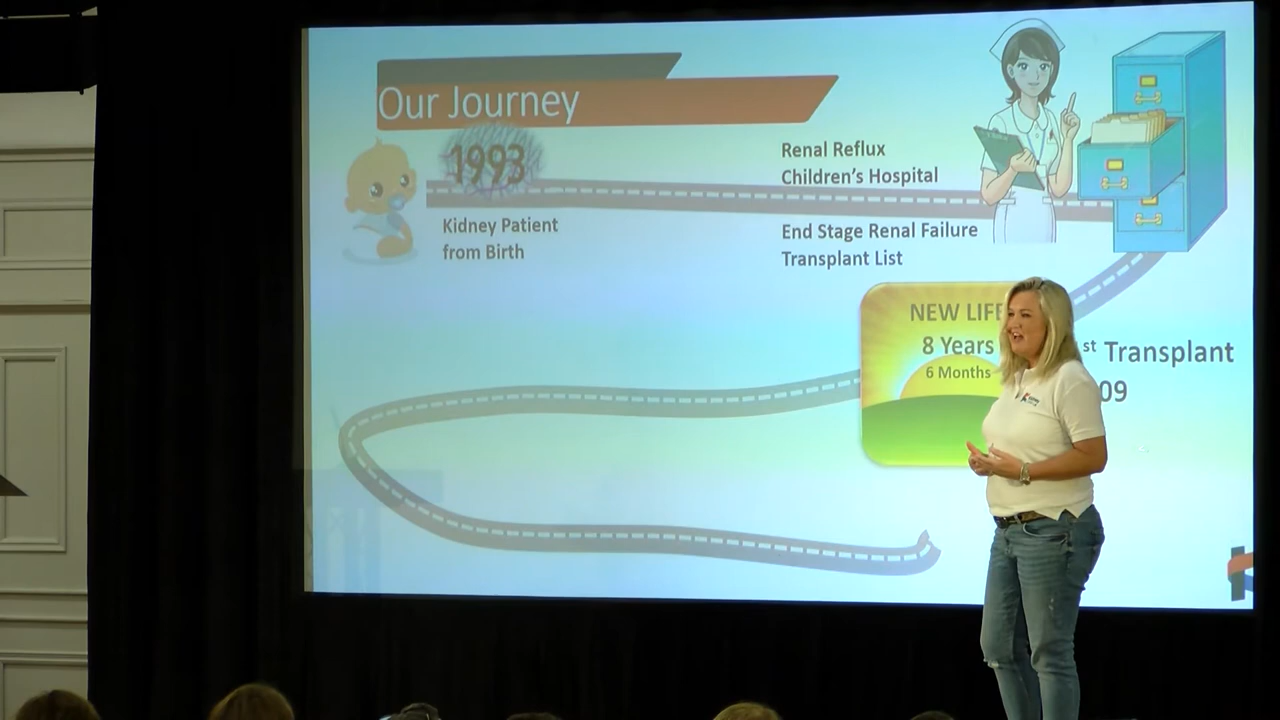 Our Journey
1993
Kidney Patient
from Birth
Renal Reflux
Children's Hospital
End Stage Renal Failure
Transplant List
NEW LIFE
8 Years
6 Months
st Transplant
09